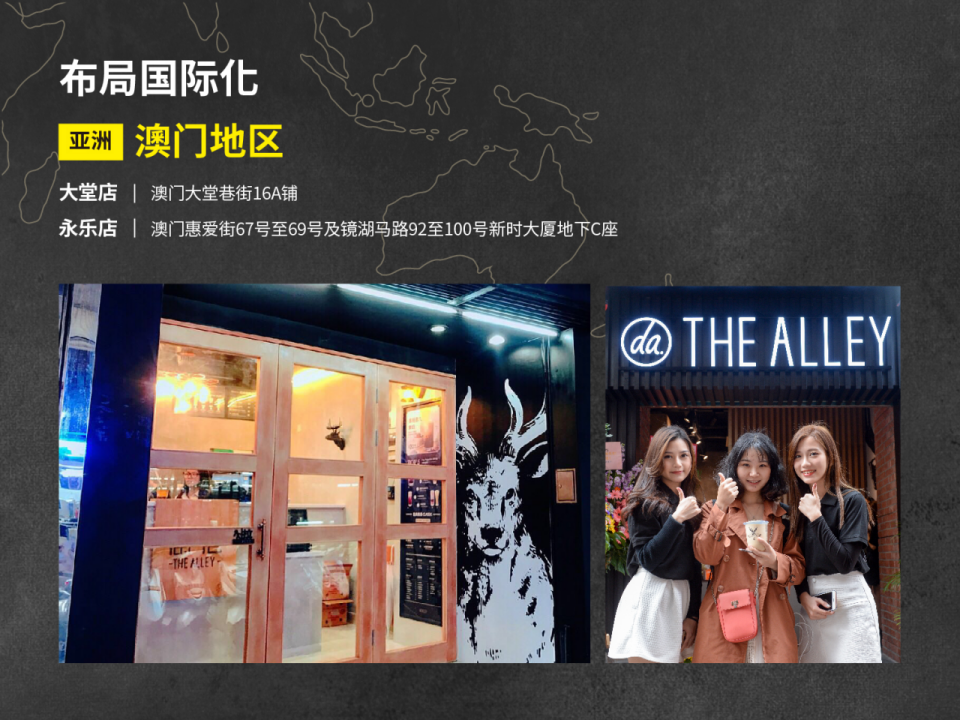 布局国际化
亚洲 澳门地区
大堂店 | 澳门大堂巷街16A铺
永乐店 | 澳门惠爱街67号至69号及镜湖马路92至100号新时大厦地下C座
da. THE ALLEY
-THE ALLEY-